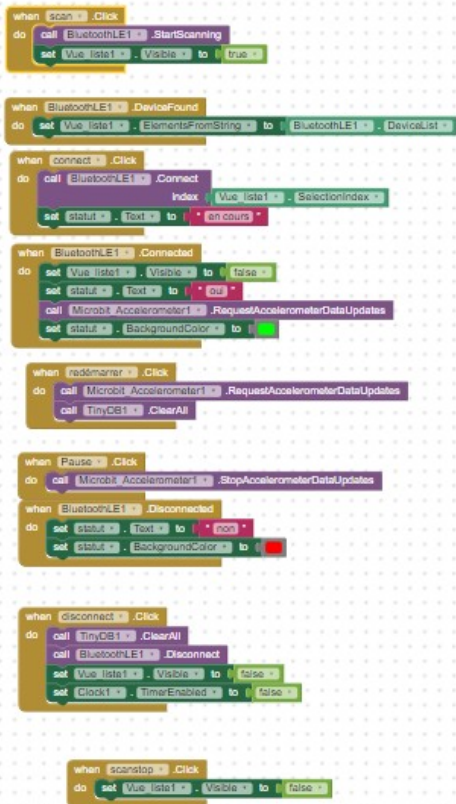 when scan .Click
do call BluetoothLE1 .StartScanning
set Vue_liste1 . Visible to true
when BluetoothLE1 .DeviceFound
do set Vue_liste1 . ElementsFromString to BluetoothLE1 . DeviceList
when connect .Click
do call BluetoothLE1 .Connect
index Vue_liste1 . SelectionIndex
set statut . Text to " en cours "
when BluetoothLE1 .Connected
do set Vue_liste1 . Visible to false
set statut . Text to " oui "
call Microbit_Accelerometer1 .RequestAccelerometerDataUpdates
set statut . BackgroundColor to
when redémarrer .Click
do call Microbit_Accelerometer1 .RequestAccelerometerDataUpdates
call TinyDB1 .ClearAll
when Pause .Click
do call Microbit_Accelerometer1 .StopAccelerometerDataUpdates
when BluetoothLE1 .Disconnected
do set statut . Text to " non "
set statut . BackgroundColor to
when disconnect .Click
do call TinyDB1 .ClearAll
call BluetoothLE1 .Disconnect
set Vue_liste1 . Visible to false
set Clock1 . TimerEnabled to false
when scanstop .Click
do set Vue_liste1 . Visible to false